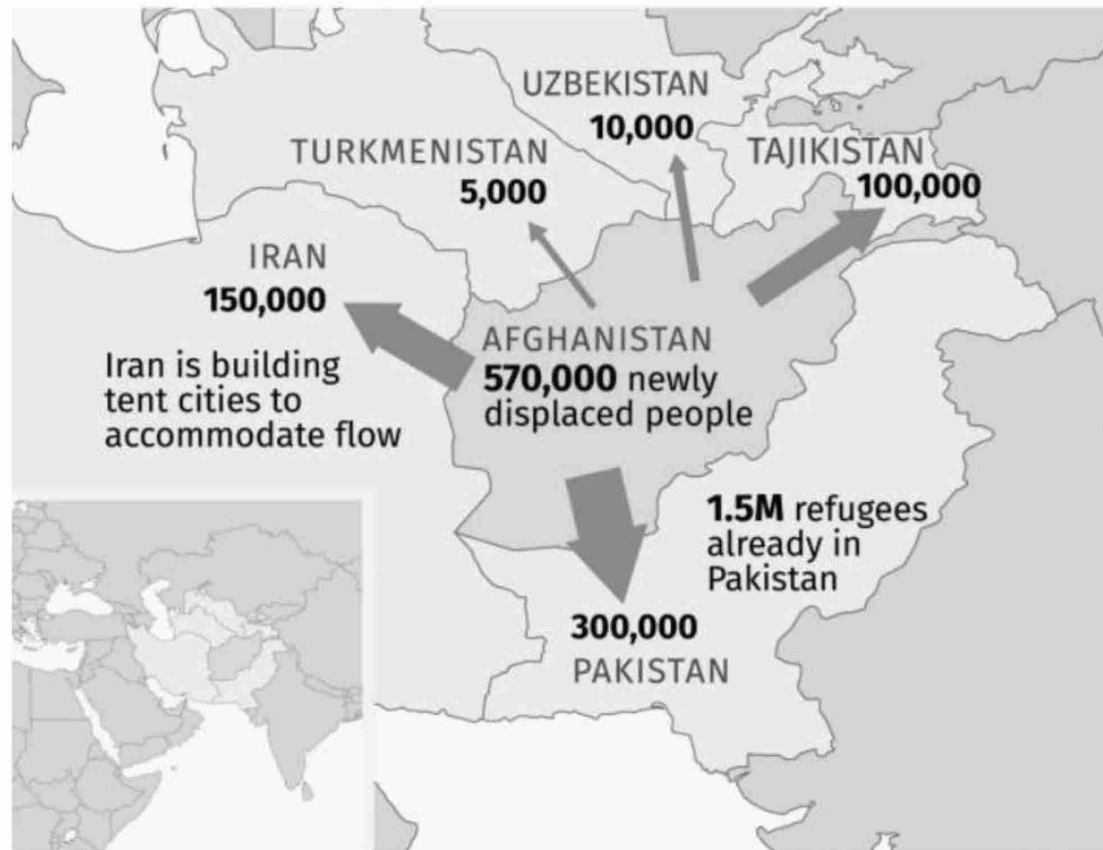 UZBEKISTAN
10,000
TURKMENISTAN
5,000
TAJIKISTAN
100,000
IRAN
150,000
Iran is building
tent cities to
accommodate flow
AFGHANISTAN
570,000 newly
displaced people
1.5M refugees
already in
Pakistan
300,000
PAKISTAN